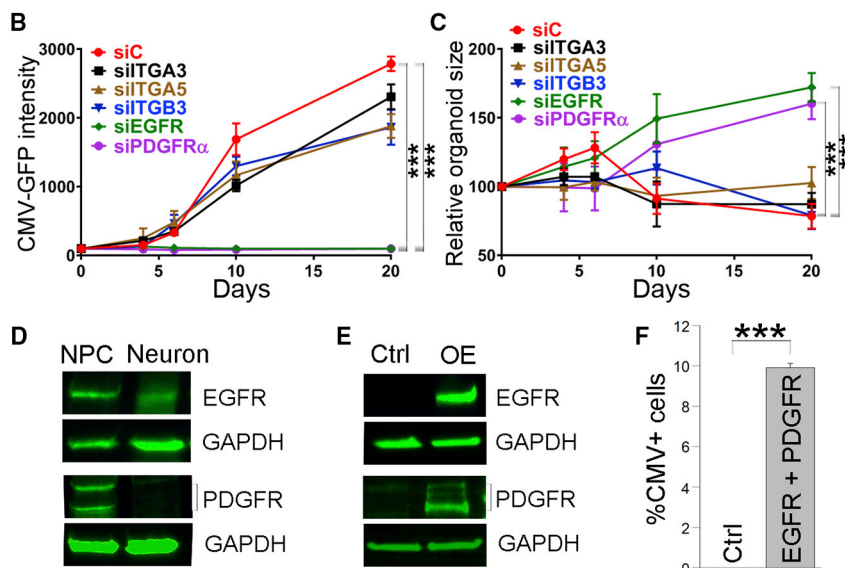 B
CMV-GFP intensity
3000
2000
1000
0
siC
siITGA3
siITGA5
siITGB3
siEGFR
siPDGFRα
***
***
0 5 10 15 20
Days
C
Relative organoid size
200
150
100
50
siC
siITGA3
siITGA5
siITGB3
siEGFR
siPDGFRα
***
***
0 5 10 15 20
Days
D
NPC Neuron
EGFR
GAPDH
PDGFR
GAPDH
E
Ctrl OE
EGFR
GAPDH
PDGFR
GAPDH
F
%CMV+ cells
12
10
8
6
4
2
0
***
Ctrl
EGFR + PDGFR